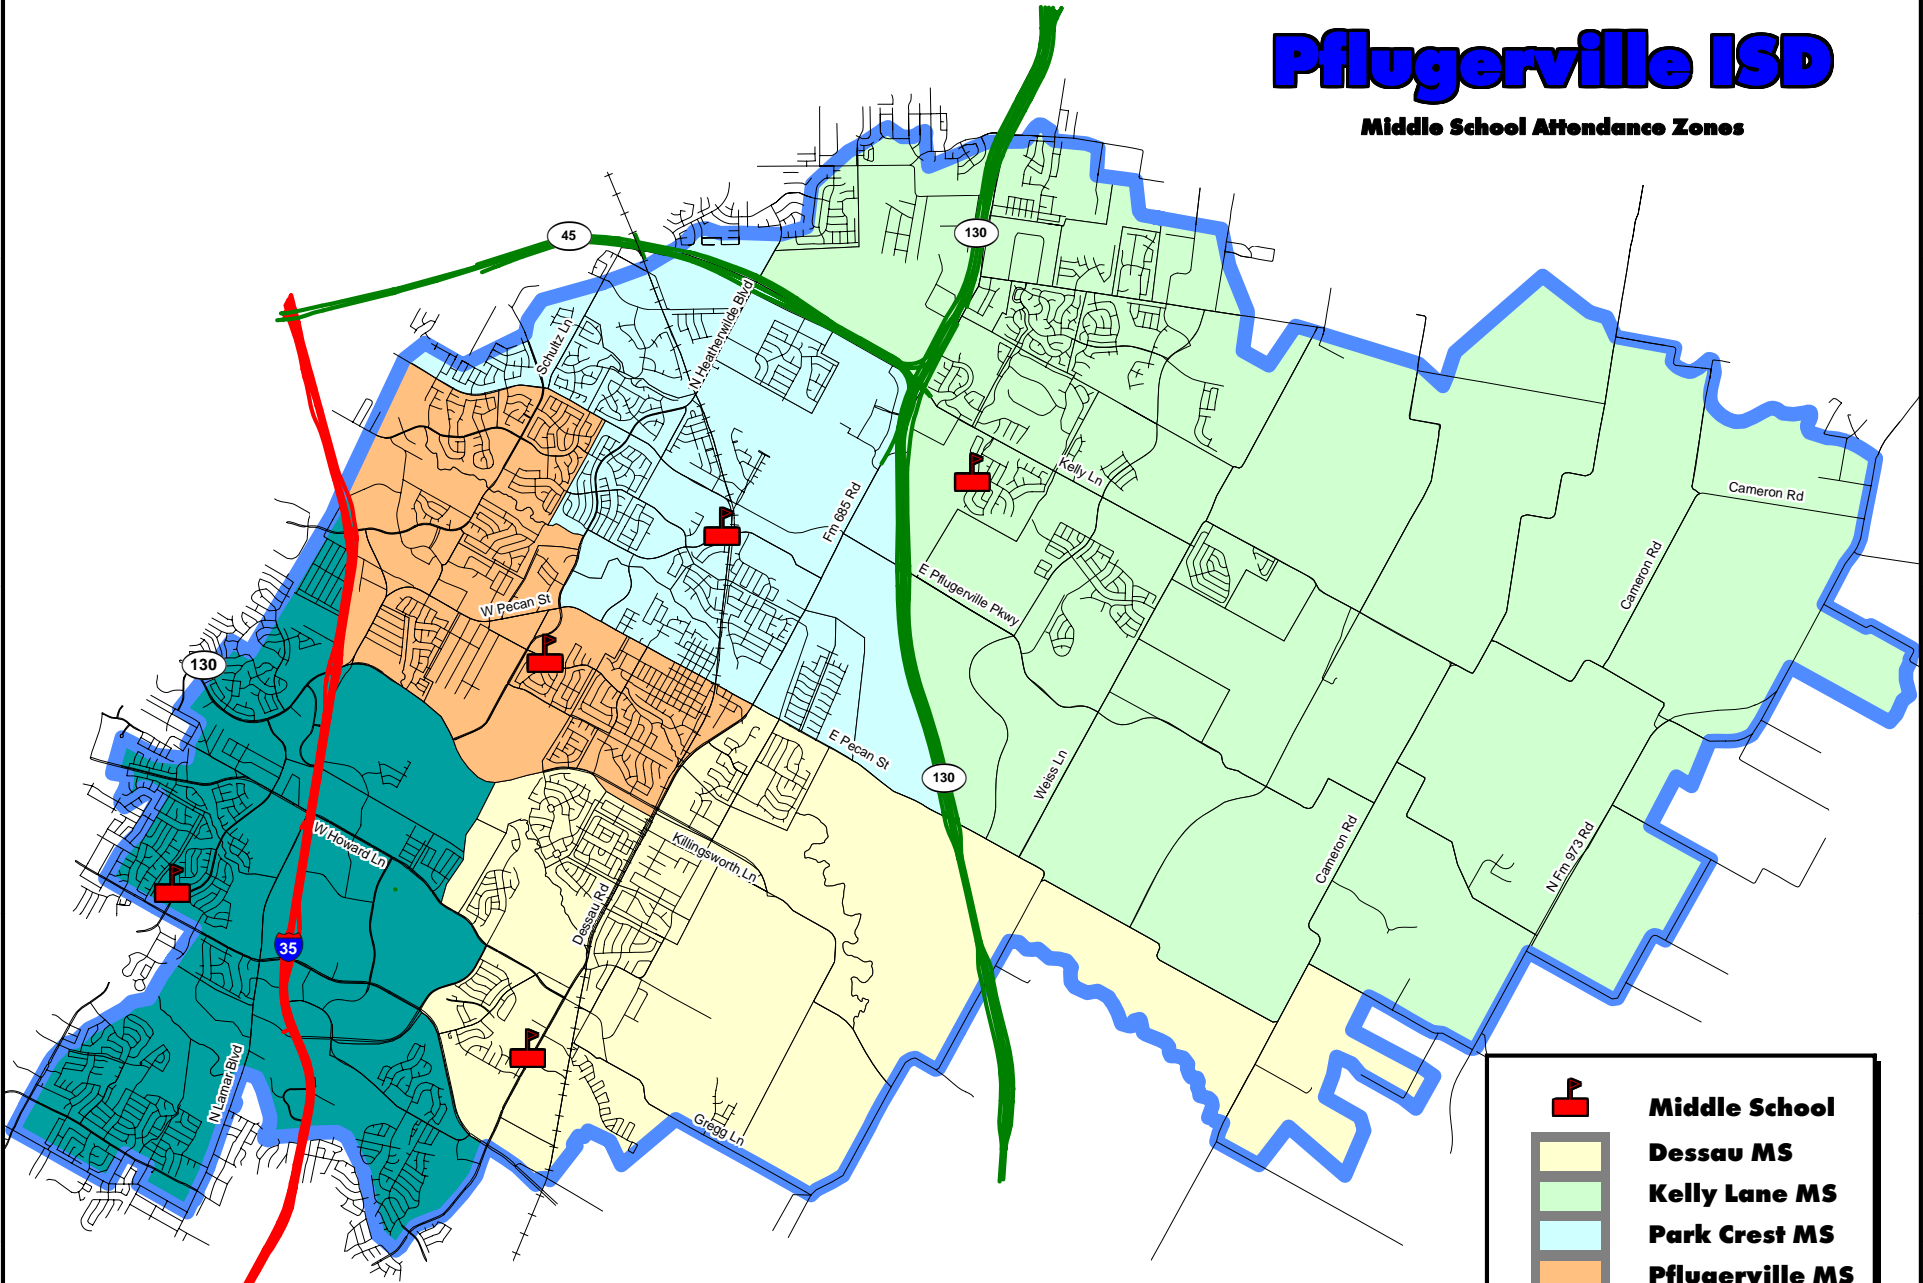 Pflugerville ISD
Middle School Attendance Zones
45
130
Schultz Ln
N Heatherwilde Blvd
Kelly Ln
Cameron Rd
Fm 685 Rd
Cameron Rd
E Pflugerville Pkwy
W Pecan St
130
E Pecan St
130
Weiss Ln
W Howard Ln
Killingsworth Ln
Cameron Rd
N Fm 973 Rd
Dessau Rd
35
N Lamar Blvd
Gregg Ln
Middle School
Dessau MS
Kelly Lane MS
Park Crest MS
Pflugerville MS